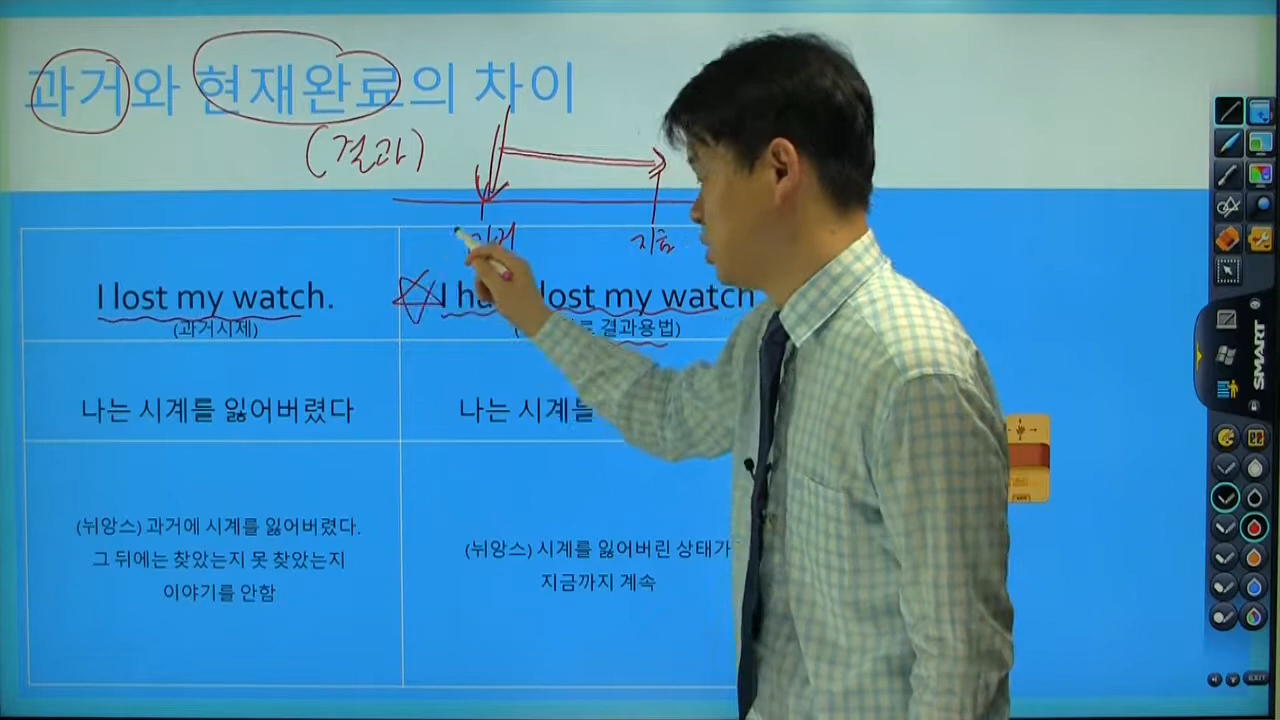 과거와 현재완료의 차이
(결과)
지금
I lost my watch.
(과거시제)
I lost my watch
결과용법)
나는 시계를 잃어버렸다
나는 시계를
(뉘앙스) 과거에 시계를 잃어버렸다.
그 뒤에는 찾았는지 못 찾았는지
이야기를 안함
(뉘앙스) 시계를 잃어버린 상태가
지금까지 계속
SMART
EXIT